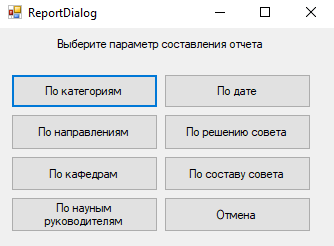 ReportDialog
Выберите параметр составления отчета
По категориям
По дате
По направлениям
По решению совета
По кафедрам
По составу совета
По науным
руководителям
Отмена